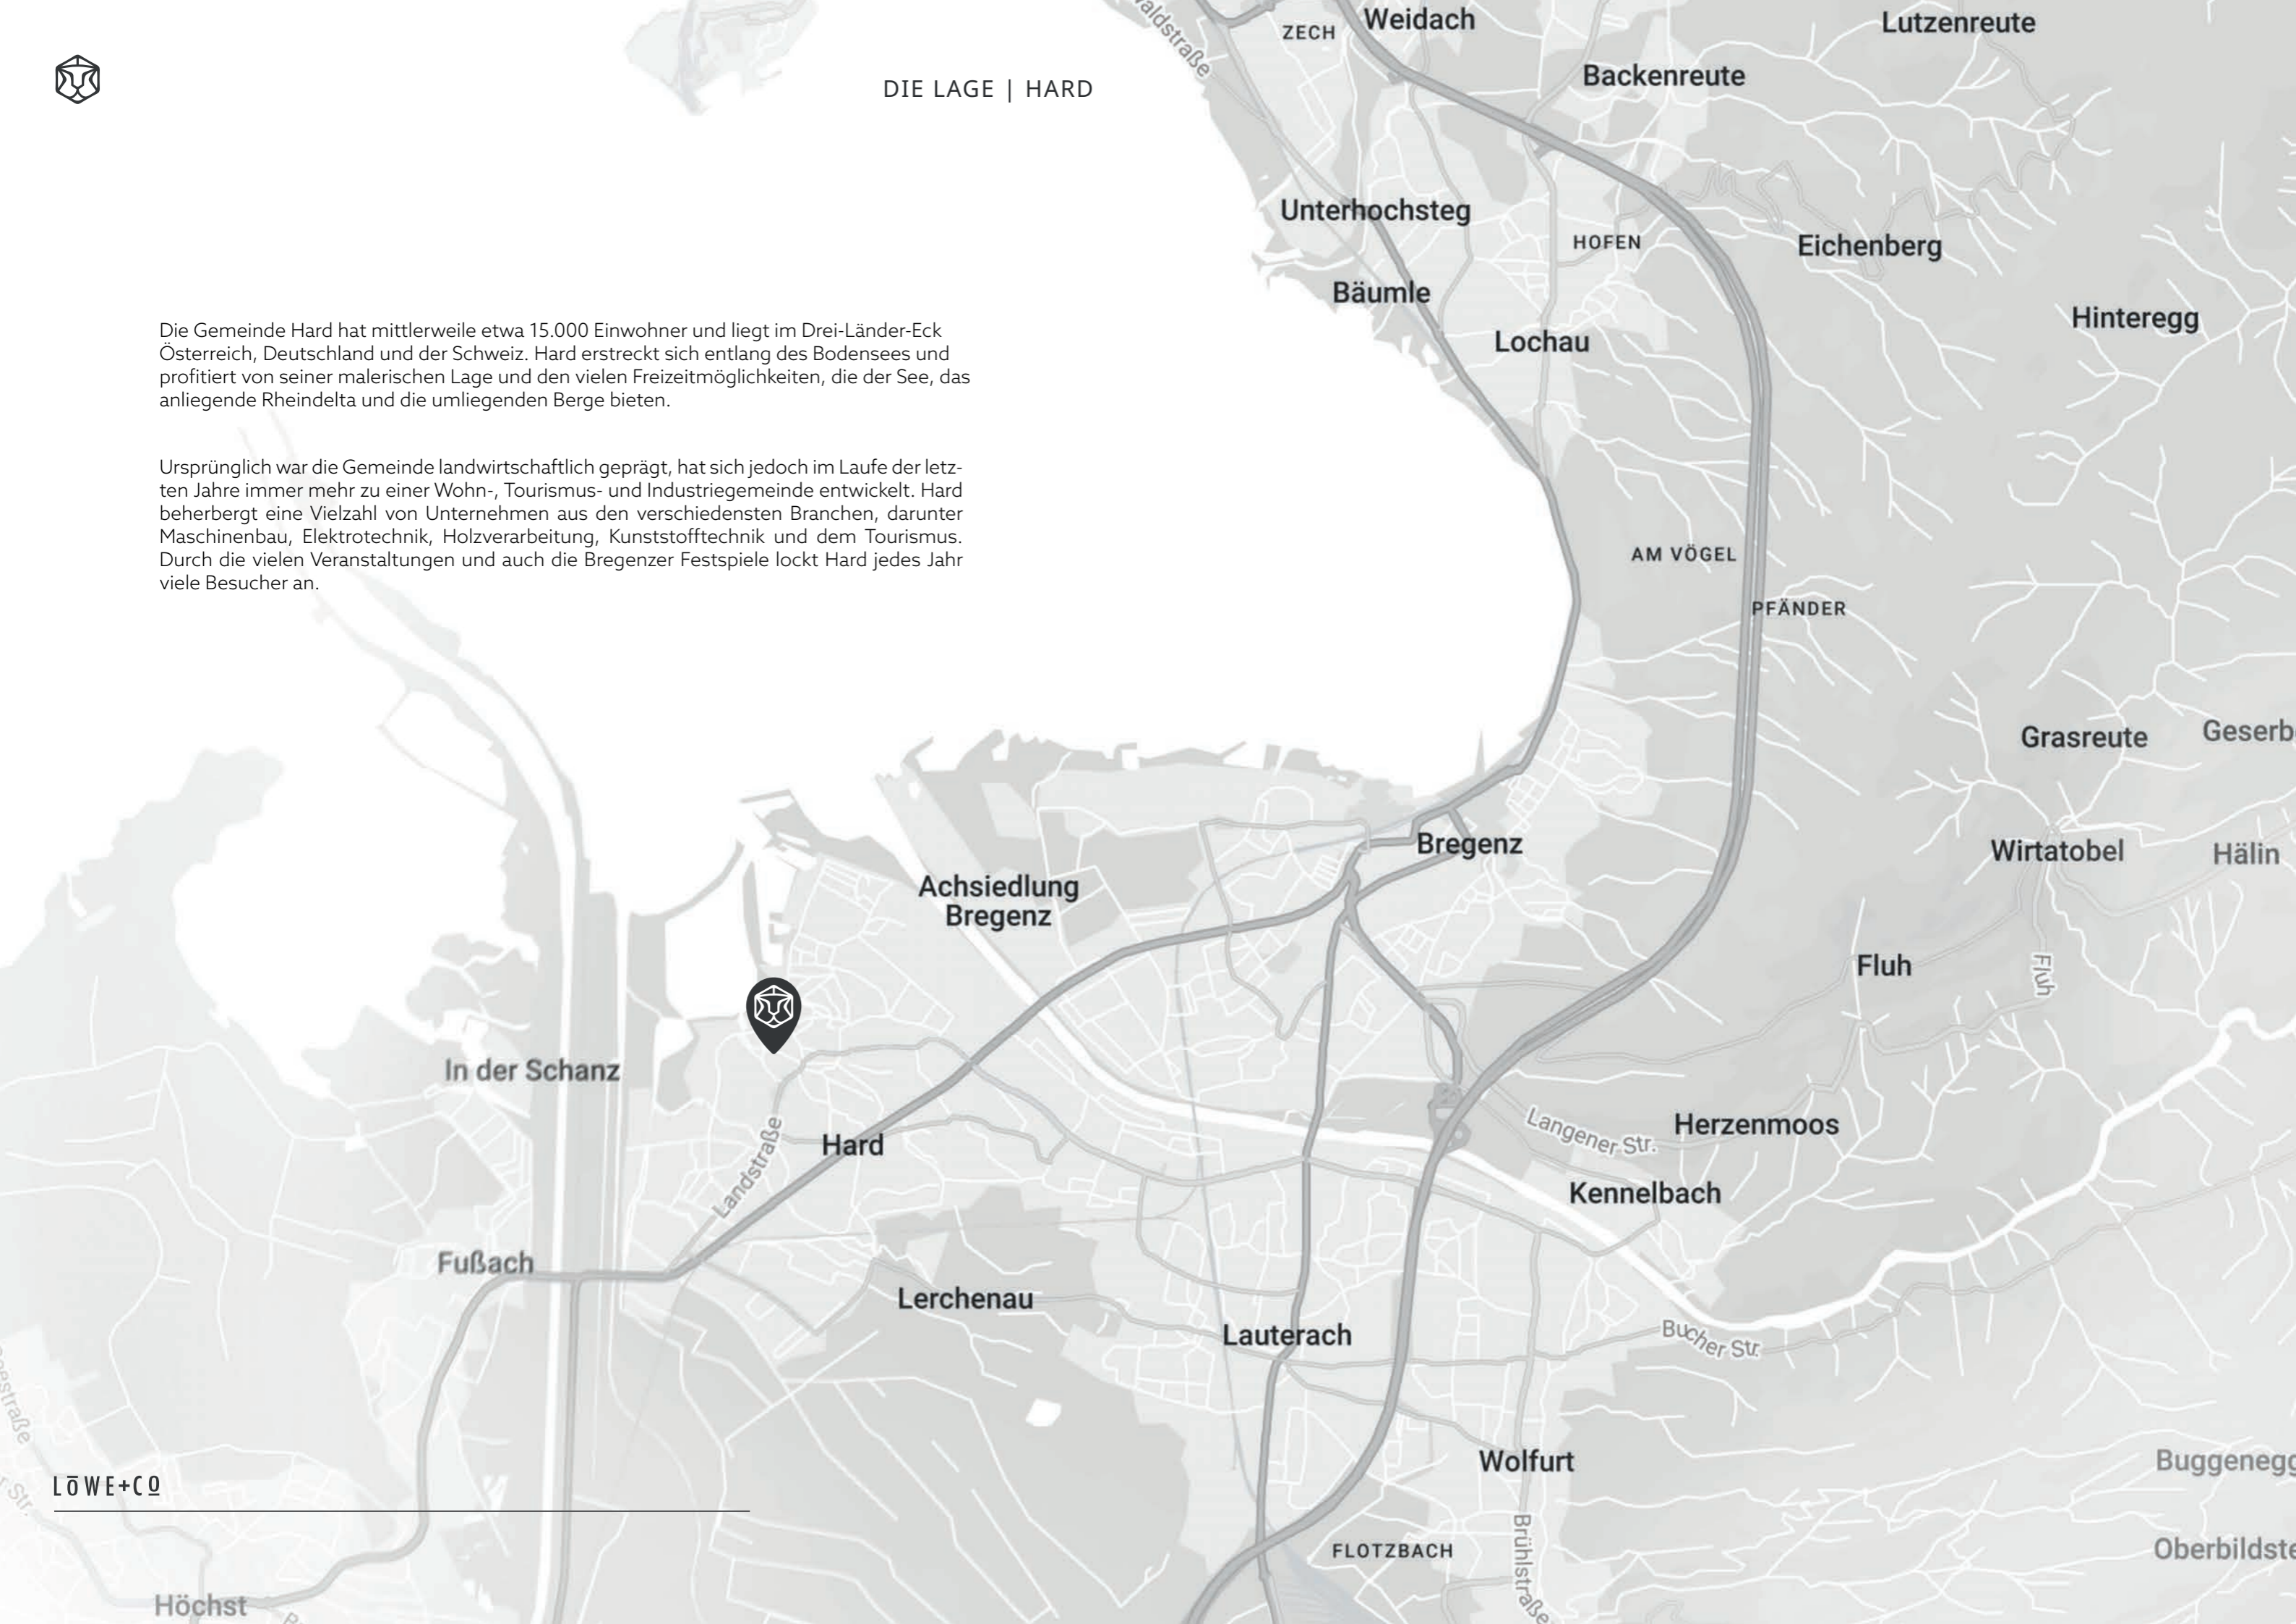 DIE LAGE | HARD
Die Gemeinde Hard hat mittlerweile etwa 15.000 Einwohner und liegt im Drei-Länder-Eck
Österreich, Deutschland und der Schweiz. Hard erstreckt sich entlang des Bodensees und
profitiert von seiner malerischen Lage und den vielen Freizeitmöglichkeiten, die der See, das
anliegende Rheindelta und die umliegenden Berge bieten.
Ursprünglich war die Gemeinde landwirtschaftlich geprägt, hat sich jedoch im Laufe der letz-
ten Jahre immer mehr zu einer Wohn-, Tourismus- und Industriegemeinde entwickelt. Hard
beherbergt eine Vielzahl von Unternehmen aus den verschiedensten Branchen, darunter
Maschinenbau, Elektrotechnik, Holzverarbeitung, Kunststofftechnik und dem Tourismus.
Durch die vielen Veranstaltungen und auch die Bregenzer Festspiele lockt Hard jedes Jahr
viele Besucher an.
ZECH
Weidach
Lutzenreute
Backenreute
Unterhochsteg
HOFEN
Eichenberg
Bäumle
Hinteregg
Lochau
AM VÖGEL
PFÄNDER
Grasreute
Geserb
Bregenz
Wirtatobel
Hälin
Achsiedlung
Bregenz
Fluh
Fluh
In der Schanz
Landstraße
Hard
Langener Str.
Herzenmoos
Kennelbach
Fußach
Lerchenau
Lauterach
Bucher Str.
Wolfurt
Buggenegg
FLOTZBACH
Brühlstraße
Oberbildste
Höchst
LōWE+Co